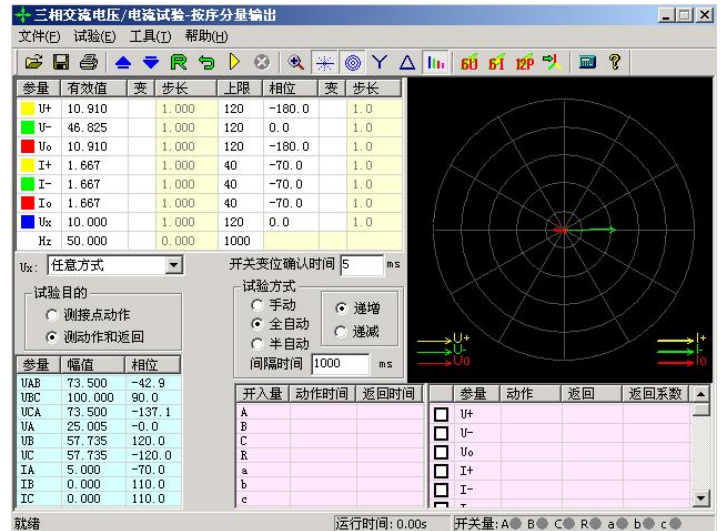 三相交流电压/电流试验-按序分量输出
文件(F) 试验(E) 工具(T) 帮助(H)
6U 6I 12P
参量 有效值 变 步长 上限 相位 变 步长
U+ 10.910 1.000 120 -180.0 1.0
U- 46.825 1.000 120 0.0 1.0
Uo 10.910 1.000 120 -180.0 1.0
I+ 1.667 1.000 40 -70.0 1.0
I- 1.667 1.000 40 -70.0 1.0
Io 1.667 1.000 40 -70.0 1.0
Ux 10.000 1.000 120 0.0 1.0
Hz 50.000 0.000 1000
Ux: 任意方式 开关变位确认时间 5 ms
试验目的
测接点动作
测动作和返回
试验方式
手动
全自动
半自动
递增
递减
间隔时间 1000 ms
U+
U-
Uo
I+
I-
Io
参量 幅值 相位
UAB 73.500 -42.9
UBC 100.000 90.0
UCA 73.500 -137.1
UA 25.005 -0.0
UB 57.735 120.0
UC 57.735 -120.0
IA 5.000 -70.0
IB 0.000 110.0
IC 0.000 110.0
开入量 动作时间 返回时间
A
B
C
R
a
b
c
参量 动作 返回 返回系数
U+
U-
Uo
I+
I-
就绪 运行时间: 0.00s 开关量: A B C R a b c